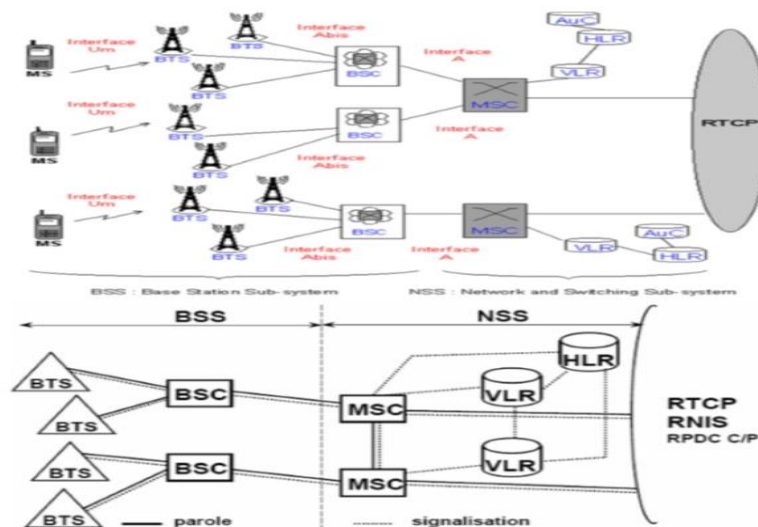 AuC
HLR
Interface Um
BTS
BTS
Interface Abis
Interface A
BSC
VLR
MS
BTS
MSC
RTCP
Interface Um
BTS
BSC
MS
BTS
Interface Abis
Interface A
Interface Um
BTS
BTS
BSC
MSC
AuC
MS
BTS
VLR
HLR
Interface Abis
Interface A
BSS : Base Station Sub-system
NSS : Network and Switching Sub-system
BSS
NSS
HLR
BTS
BSC
VLR
MSC
RTCP
BTS
RNIS
RPDC C/P
BTS
BSC
VLR
MSC
BTS
parole
signalisation